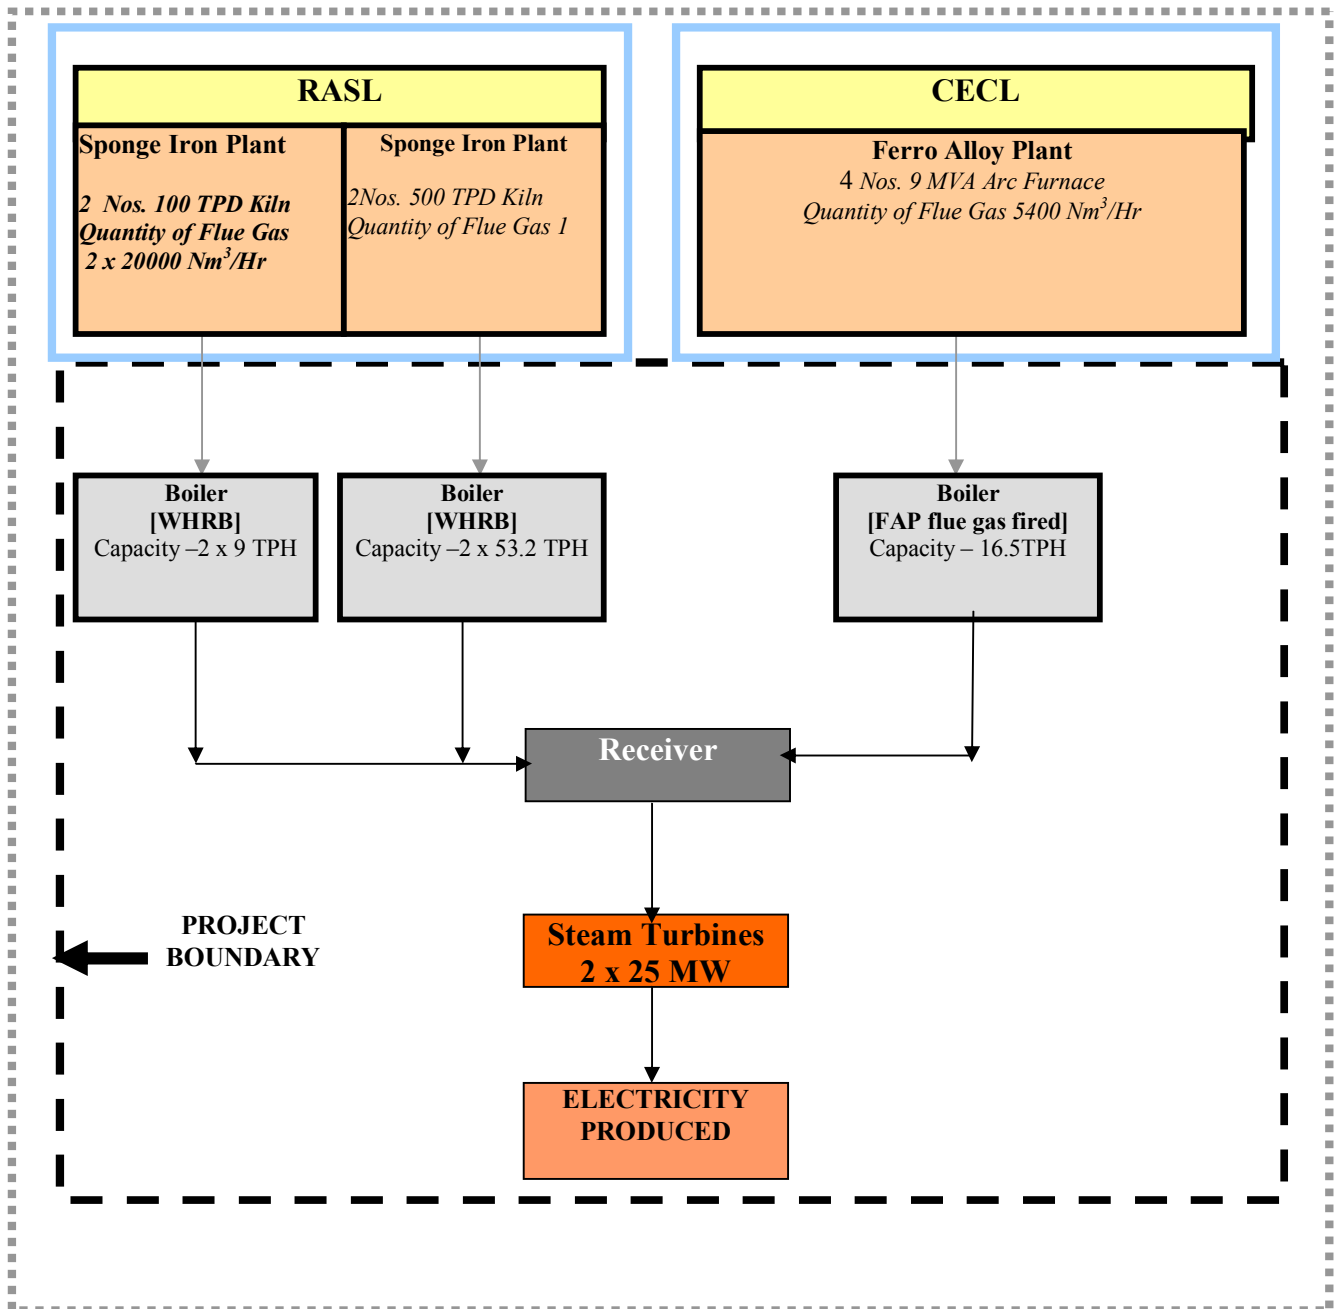 RASL
Sponge Iron Plant
2 Nos. 100 TPD Kiln
Quantity of Flue Gas
2 x 20000 Nm³/Hr
Sponge Iron Plant
2Nos. 500 TPD Kiln
Quantity of Flue Gas 1
CECL
Ferro Alloy Plant
4 Nos. 9 MVA Arc Furnace
Quantity of Flue Gas 5400 Nm³/Hr
Boiler
[WHRB]
Capacity –2 x 9 TPH
Boiler
[WHRB]
Capacity –2 x 53.2 TPH
Boiler
[FAP flue gas fired]
Capacity – 16.5TPH
Receiver
PROJECT
BOUNDARY
Steam Turbines
2 x 25 MW
ELECTRICITY
PRODUCED